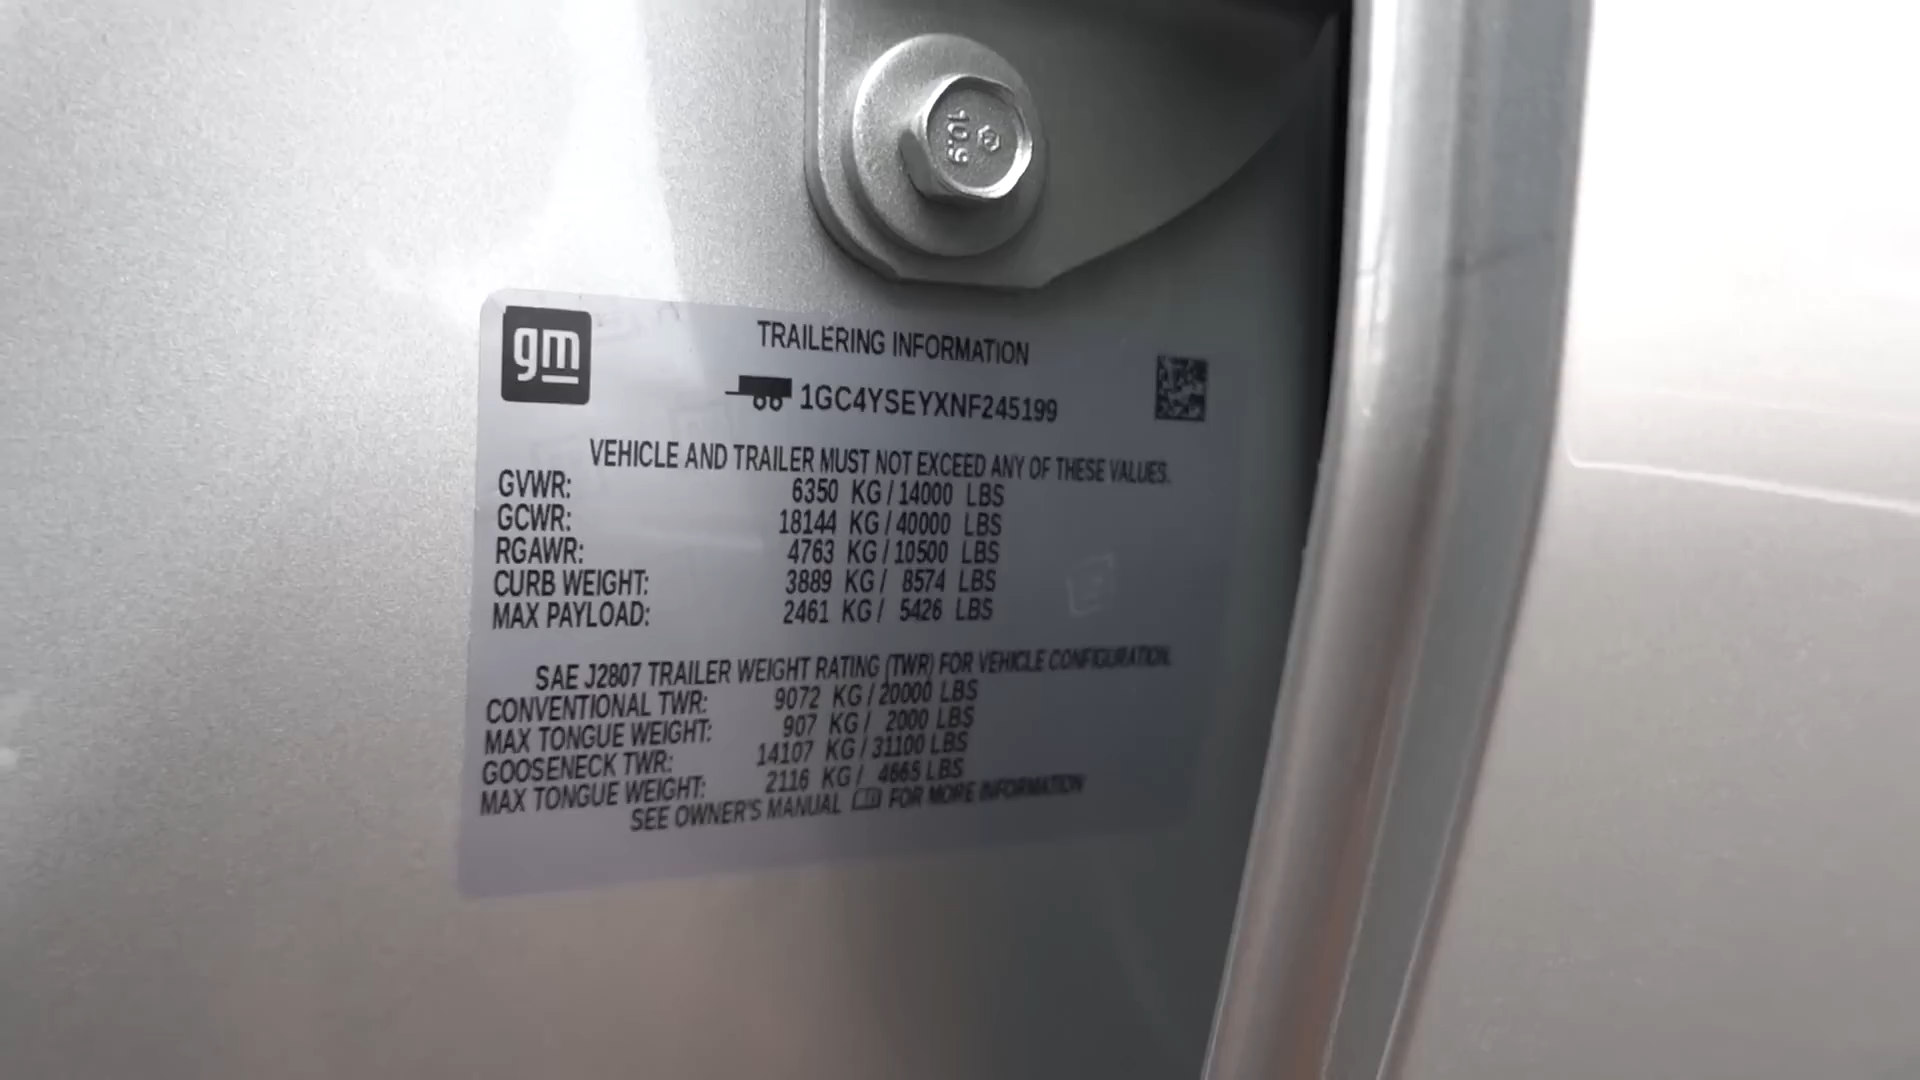 10.9
gm
TRAILERING INFORMATION
1GC4YSEYXNF245199
VEHICLE AND TRAILER MUST NOT EXCEED ANY OF THESE VALUES.
GVWR: 6350 KG / 14000 LBS
GCWR: 18144 KG / 40000 LBS
RGAWR: 4763 KG / 10500 LBS
CURB WEIGHT: 3889 KG / 8574 LBS
MAX PAYLOAD: 2461 KG / 5426 LBS
SAE J2807 TRAILER WEIGHT RATING (TWR) FOR VEHICLE CONFIGURATION.
CONVENTIONAL TWR: 9072 KG / 20000 LBS
MAX TONGUE WEIGHT: 907 KG / 2000 LBS
GOOSENECK TWR: 14107 KG / 31100 LBS
MAX TONGUE WEIGHT: 2116 KG / 4665 LBS
SEE OWNER'S MANUAL FOR MORE INFORMATION